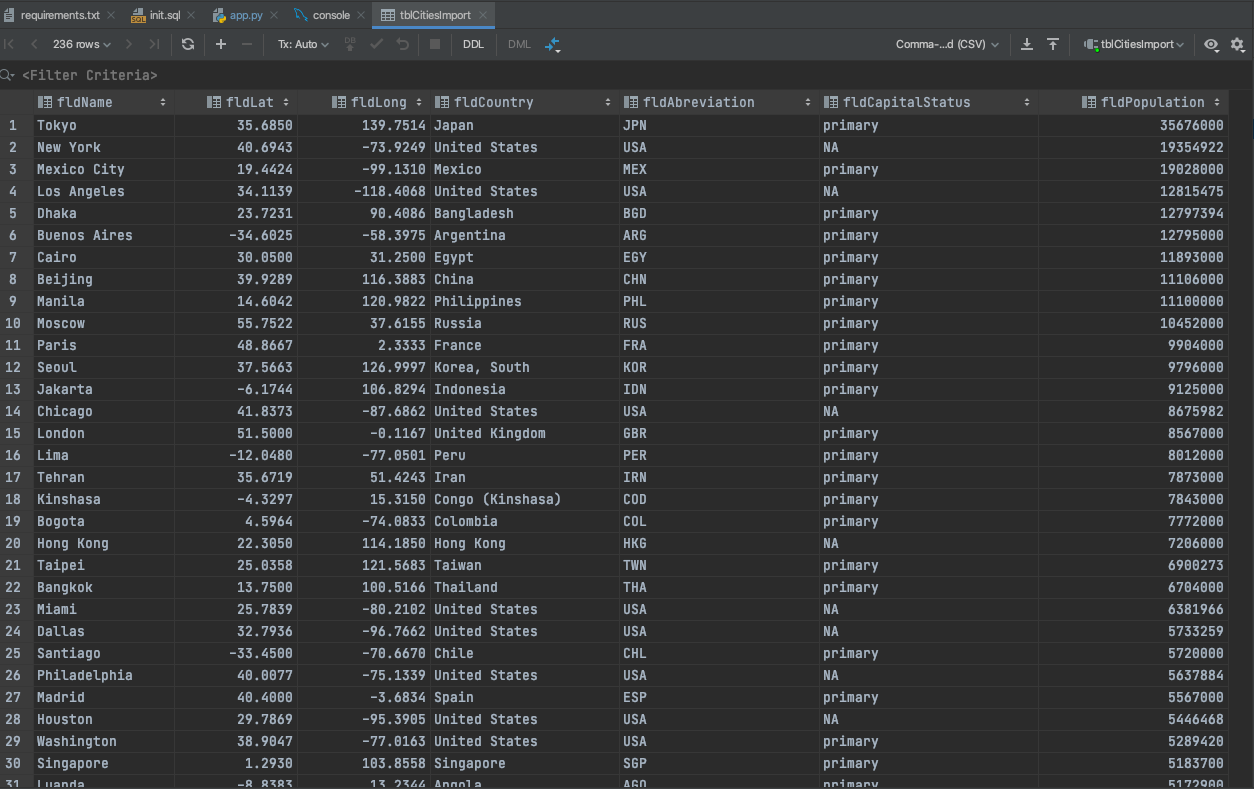 requirements.txt init.sql app.py console tblCitiesImport
236 rows Tx: Auto DB DDL DML Comma-...d (CSV) tblCitiesImport
<Filter Criteria>
fldName fldLat fldLong fldCountry fldAbreviation fldCapitalStatus fldPopulation
1 Tokyo 35.6850 139.7514 Japan JPN primary 35676000
2 New York 40.6943 -73.9249 United States USA NA 19354922
3 Mexico City 19.4424 -99.1310 Mexico MEX primary 19028000
4 Los Angeles 34.1139 -118.4068 United States USA NA 12815475
5 Dhaka 23.7231 90.4086 Bangladesh BGD primary 12797394
6 Buenos Aires -34.6025 -58.3975 Argentina ARG primary 12795000
7 Cairo 30.0500 31.2500 Egypt EGY primary 11893000
8 Beijing 39.9289 116.3883 China CHN primary 11106000
9 Manila 14.6042 120.9822 Philippines PHL primary 11100000
10 Moscow 55.7522 37.6155 Russia RUS primary 10452000
11 Paris 48.8667 2.3333 France FRA primary 9904000
12 Seoul 37.5663 126.9997 Korea, South KOR primary 9796000
13 Jakarta -6.1744 106.8294 Indonesia IDN primary 9125000
14 Chicago 41.8373 -87.6862 United States USA NA 8675982
15 London 51.5000 -0.1167 United Kingdom GBR primary 8567000
16 Lima -12.0480 -77.0501 Peru PER primary 8012000
17 Tehran 35.6719 51.4243 Iran IRN primary 7873000
18 Kinshasa -4.3297 15.3150 Congo (Kinshasa) COD primary 7843000
19 Bogota 4.5964 -74.0833 Colombia COL primary 7772000
20 Hong Kong 22.3050 114.1850 Hong Kong HKG NA 7206000
21 Taipei 25.0358 121.5683 Taiwan TWN primary 6900273
22 Bangkok 13.7500 100.5166 Thailand THA primary 6704000
23 Miami 25.7839 -80.2102 United States USA NA 6381966
24 Dallas 32.7936 -96.7662 United States USA NA 5733259
25 Santiago -33.4500 -70.6670 Chile CHL primary 5720000
26 Philadelphia 40.0077 -75.1339 United States USA NA 5637884
27 Madrid 40.4000 -3.6834 Spain ESP primary 5567000
28 Houston 29.7869 -95.3905 United States USA NA 5446468
29 Washington 38.9047 -77.0163 United States USA primary 5289420
30 Singapore 1.2930 103.8558 Singapore SGP primary 5183700
31 Luanda -8.8383 13.2344 Angola AGO primary 5172900